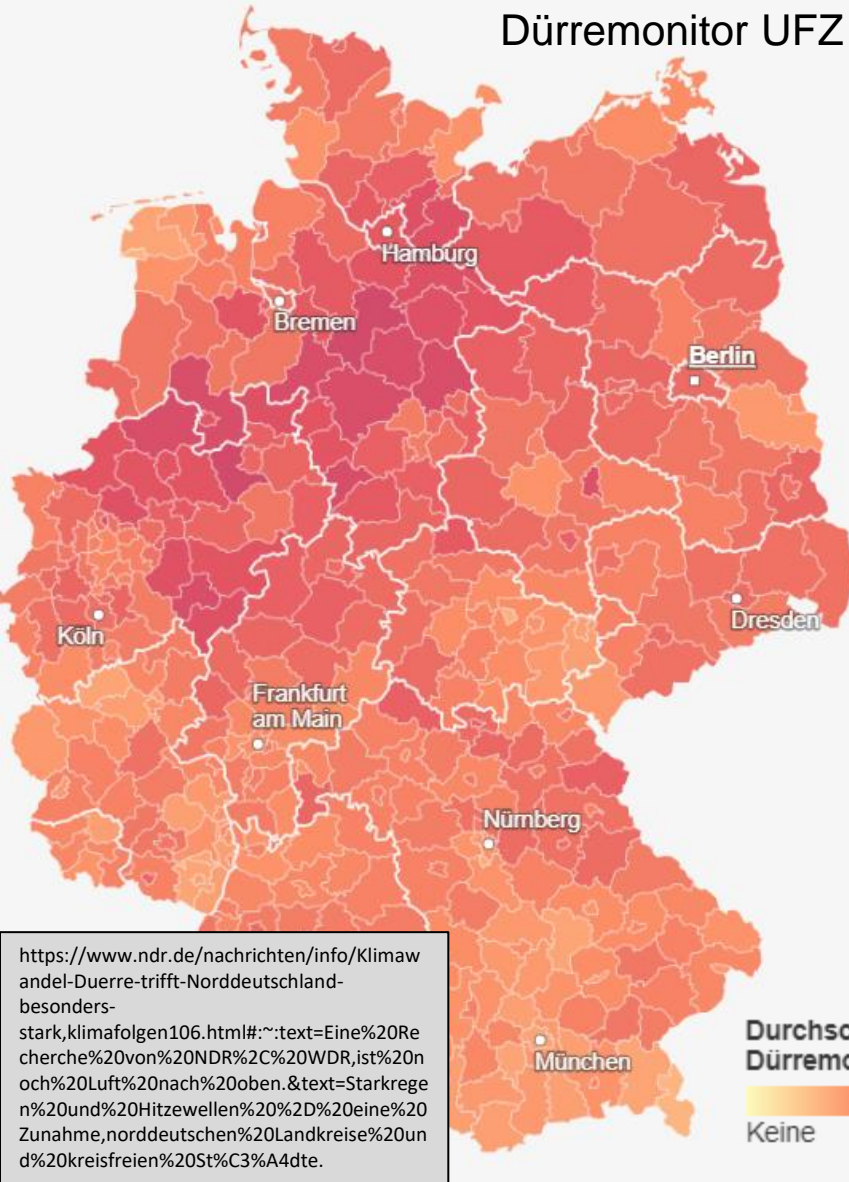 Dürremonitor UFZ
Hamburg
Bremen
Berlin
Köln
Dresden
Frankfurt
am Main
Nürnberg
https://www.ndr.de/nachrichten/info/Klimaw
andel-Duerre-trifft-Norddeutschland-
besonders-
stark,klimafolgen106.html#:~:text=Eine%20Re
cherche%20von%20NDR%2C%20WDR,ist%20n
och%20Luft%20nach%20oben.&text=Starkrege
n%20und%20Hitzewellen%20%2D%20eine%20
Zunahme,norddeutschen%20Landkreise%20un
d%20kreisfreien%20St%C3%A4dte.
München
Durchsc
Dürremo
Keine